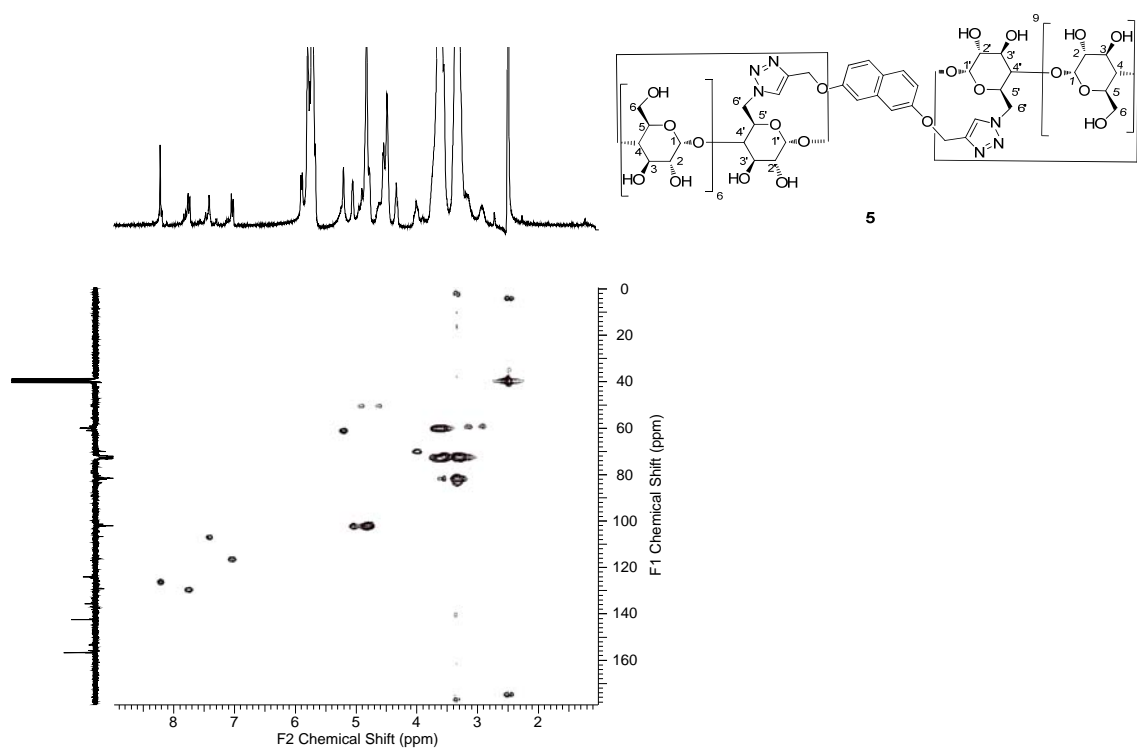 9
HO OH HO OH
2' 3' 2 3
N N 1' 4' 4
N O O O 1
6 OH N O 5' O 5
6' 6' 6
5 5' O N HO
O 4' O N
4 1 O 1' O N
3 2 3' 2'
HO OH HO OH
6
5
0
20
40
60
80
100
120
140
160
F1 Chemical Shift (ppm)
8 7 6 5 4 3 2
F2 Chemical Shift (ppm)